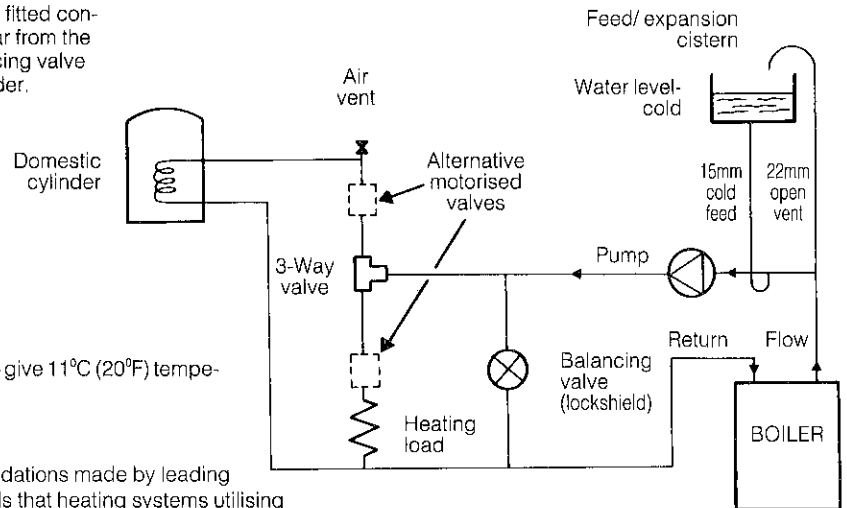 fitted con-
ar from the
cing valve
der.
Feed/ expansion
cistern
Air
vent
Water level-
cold
Domestic
cylinder
Alternative
motorised
valves
15mm
cold
feed
22mm
open
vent
3-Way
valve
Pump
give 11⁰C (20⁰F) tempe-
Return
Flow
Balancing
valve
(lockshield)
Heating
load
BOILER
dations made by leading
ls that heating systems utilising